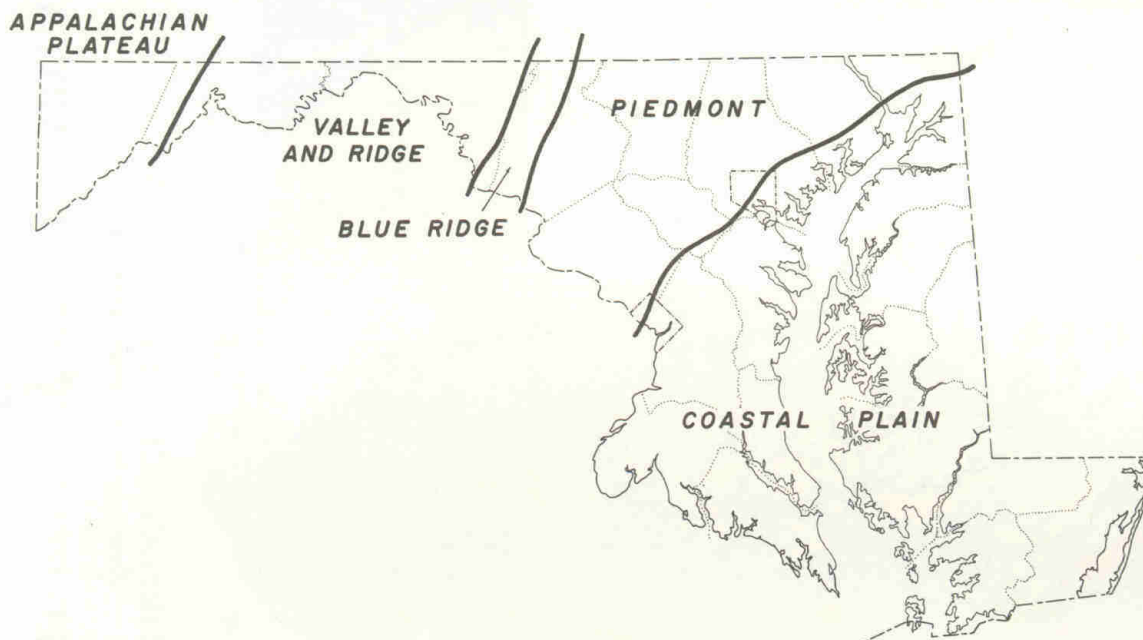 APPALACHIAN
PLATEAU
VALLEY
AND RIDGE
BLUE RIDGE
PIEDMONT
COASTAL PLAIN